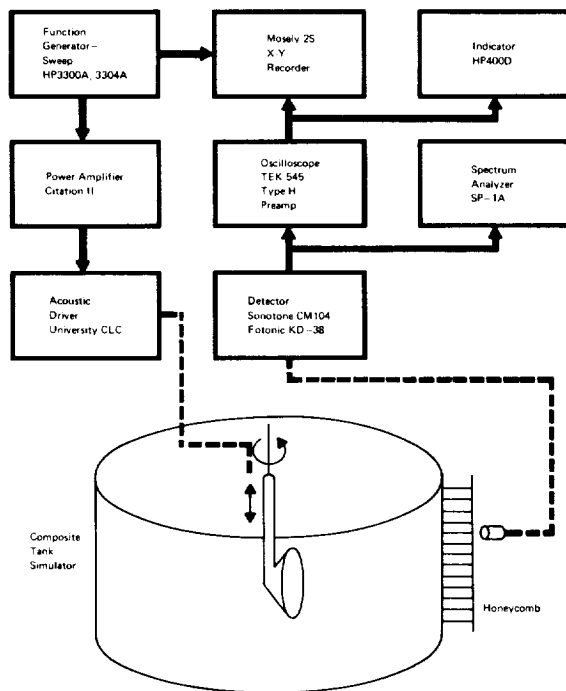 Function
Generator–
Sweep
HP3300A, 3304A
Mosely 2S
X-Y
Recorder
Indicator
HP400D
Power Amplifier
Citation II
Oscilloscope
TEK 545
Type H
Preamp
Spectrum
Analyzer
SP–1A
Acoustic
Driver
University CLC
Detector
Sonotone CM104
Fotonic KD–38
Composite
Tank
Simulator
Honeycomb